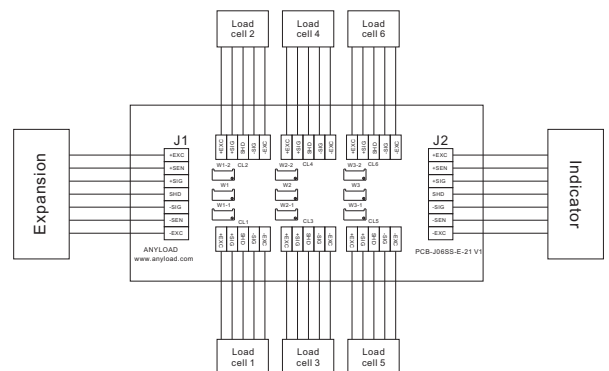 Load
cell 2
Load
cell 4
Load
cell 6
J1
J2
+EXC
+SIG
SHD
-SIG
-EXC
+EXC
+SIG
SHD
-SIG
-EXC
+EXC
+SIG
SHD
-SIG
-EXC
W1-2
CL2
W2-2
CL4
W3-2
CL6
Expansion
+EXC
+SEN
+SIG
SHD
-SIG
-SEN
-EXC
W1
W2
W3
+EXC
+SEN
+SIG
SHD
-SIG
-SEN
-EXC
Indicator
W1-1
CL1
W2-1
CL3
W3-1
CL5
+EXC
+SIG
SHD
-SIG
-EXC
+EXC
+SIG
SHD
-SIG
-EXC
+EXC
+SIG
SHD
-SIG
-EXC
ANYLOAD
www.anyload.com
PCB-J06SS-E-21 V1
Load
cell 1
Load
cell 3
Load
cell 5